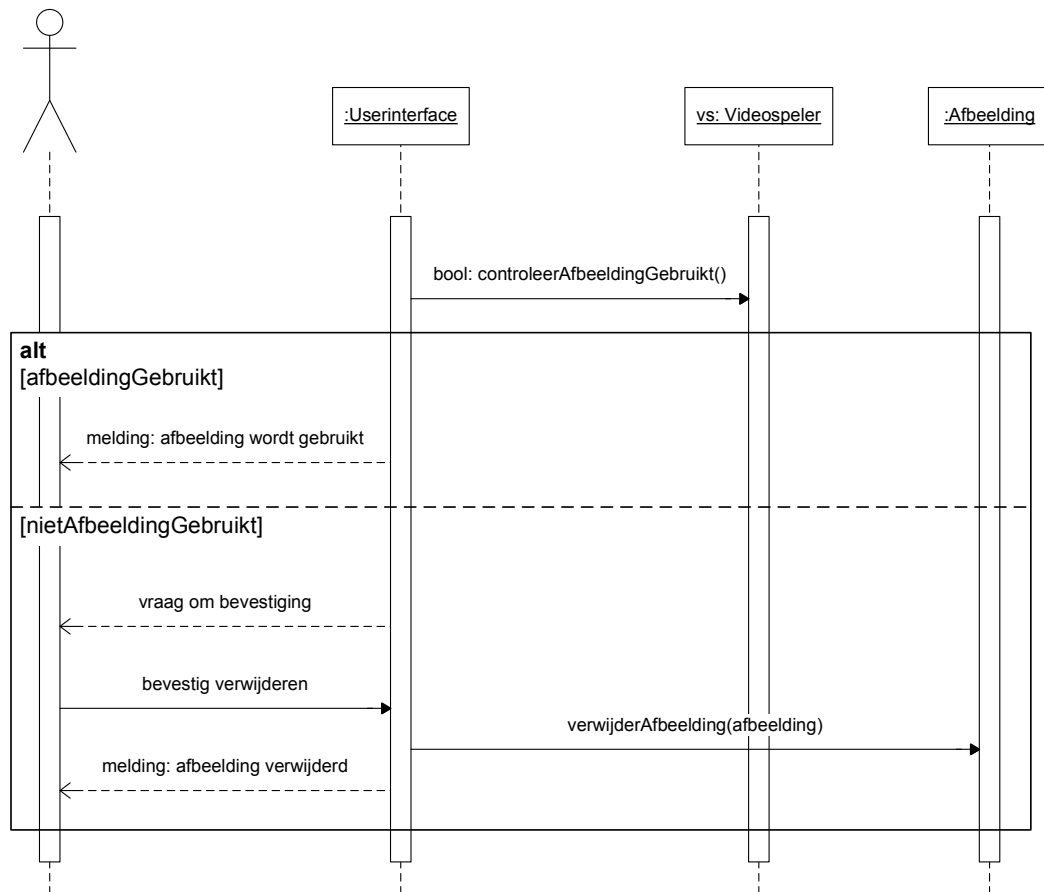 :Userinterface
vs: Videospeler
:Afbeelding
bool: controleerAfbeeldingGebruikt()
alt
[afbeeldingGebruikt]
melding: afbeelding wordt gebruikt
[nietAfbeeldingGebruikt]
vraag om bevestiging
bevestig verwijderen
verwijderAfbeelding(afbeelding)
melding: afbeelding verwijderd